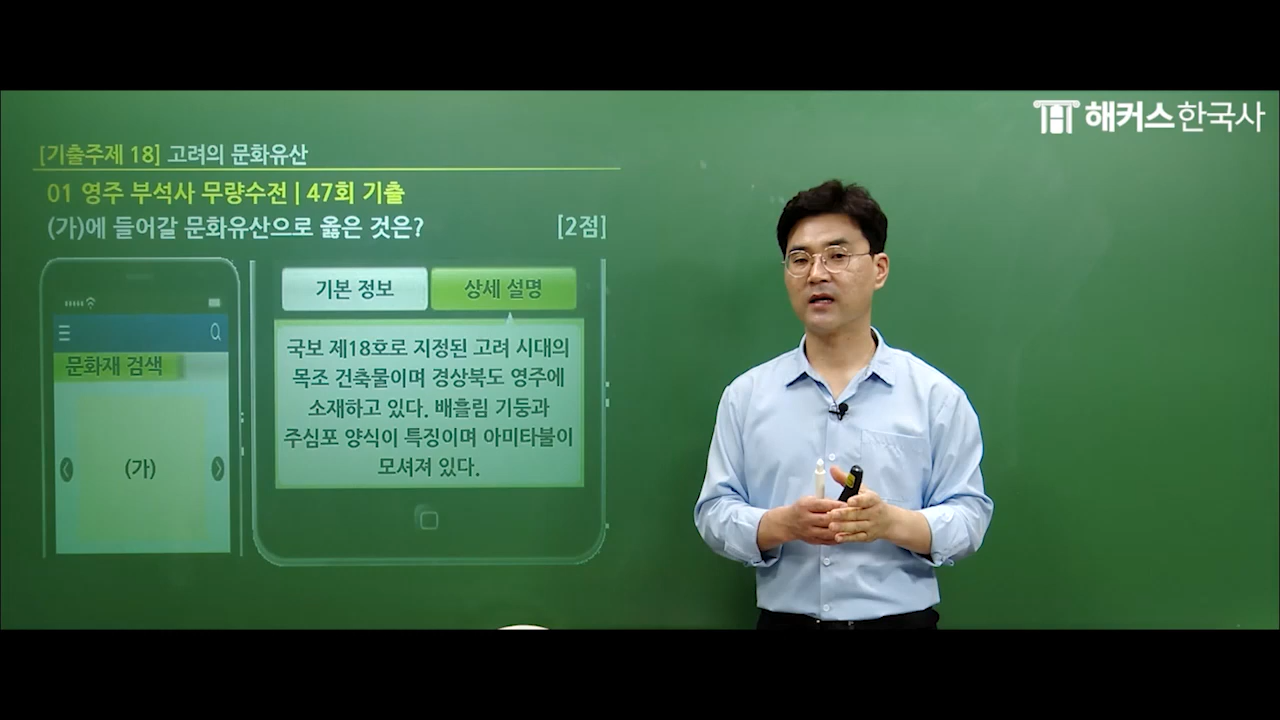 해커스한국사
[기출주제 18] 고려의 문화유산
01 영주 부석사 무량수전 | 47회 기출
(가)에 들어갈 문화유산으로 옳은 것은? [2점]
문화재 검색
(가)
기본 정보
상세 설명
국보 제18호로 지정된 고려 시대의
목조 건축물이며 경상북도 영주에
소재하고 있다. 배흘림 기둥과
주심포 양식이 특징이며 아미타불이
모셔져 있다.